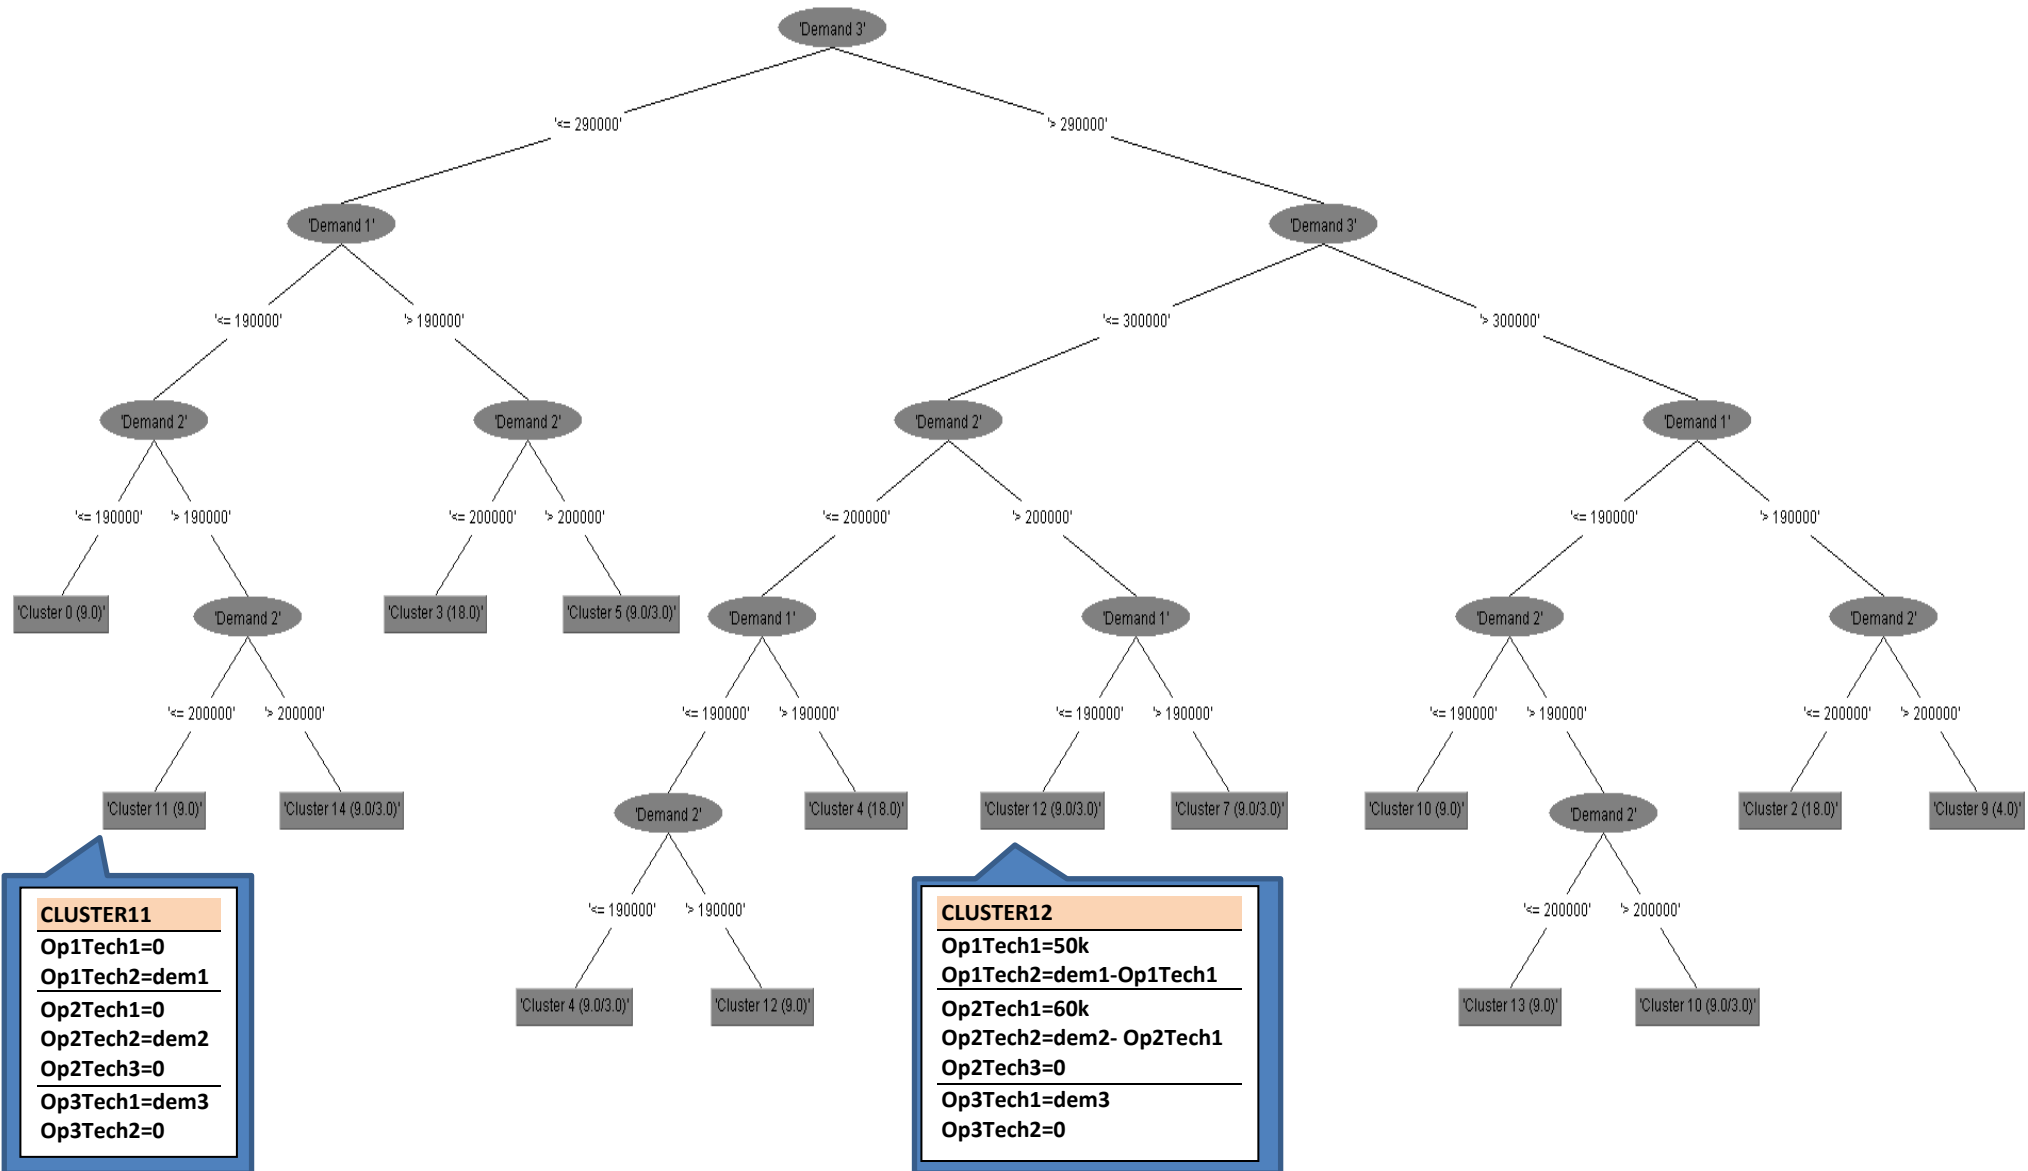 'Demand 3'
'<= 290000'
'> 290000'
'Demand 1'
'Demand 3'
'<= 190000'
'> 190000'
'<= 300000'
'> 300000'
'Demand 2'
'Demand 2'
'Demand 2'
'Demand 1'
'<= 190000'
'> 190000'
'<= 200000'
'> 200000'
'<= 200000'
'> 200000'
'<= 190000'
'> 190000'
'Cluster 0 (9.0)'
'Demand 2'
'Cluster 3 (18.0)'
'Cluster 5 (9.0/3.0)'
'Demand 1'
'Demand 1'
'Demand 2'
'Demand 2'
'<= 200000'
'> 200000'
'<= 190000'
'> 190000'
'<= 190000'
'> 190000'
'<= 190000'
'> 190000'
'<= 200000'
'> 200000'
'Cluster 11 (9.0)'
'Cluster 14 (9.0/3.0)'
'Demand 2'
'Cluster 4 (18.0)'
'Cluster 12 (9.0/3.0)'
'Cluster 7 (9.0/3.0)'
'Cluster 10 (9.0)'
'Demand 2'
'Cluster 2 (18.0)'
'Cluster 9 (4.0)'
'<= 190000'
'> 190000'
'<= 200000'
'> 200000'
'Cluster 4 (9.0/3.0)'
'Cluster 12 (9.0)'
'Cluster 13 (9.0)'
'Cluster 10 (9.0/3.0)'
CLUSTER11
Op1Tech1=0
Op1Tech2=dem1
Op2Tech1=0
Op2Tech2=dem2
Op2Tech3=0
Op3Tech1=dem3
Op3Tech2=0
CLUSTER12
Op1Tech1=50k
Op1Tech2=dem1-Op1Tech1
Op2Tech1=60k
Op2Tech2=dem2- Op2Tech1
Op2Tech3=0
Op3Tech1=dem3
Op3Tech2=0